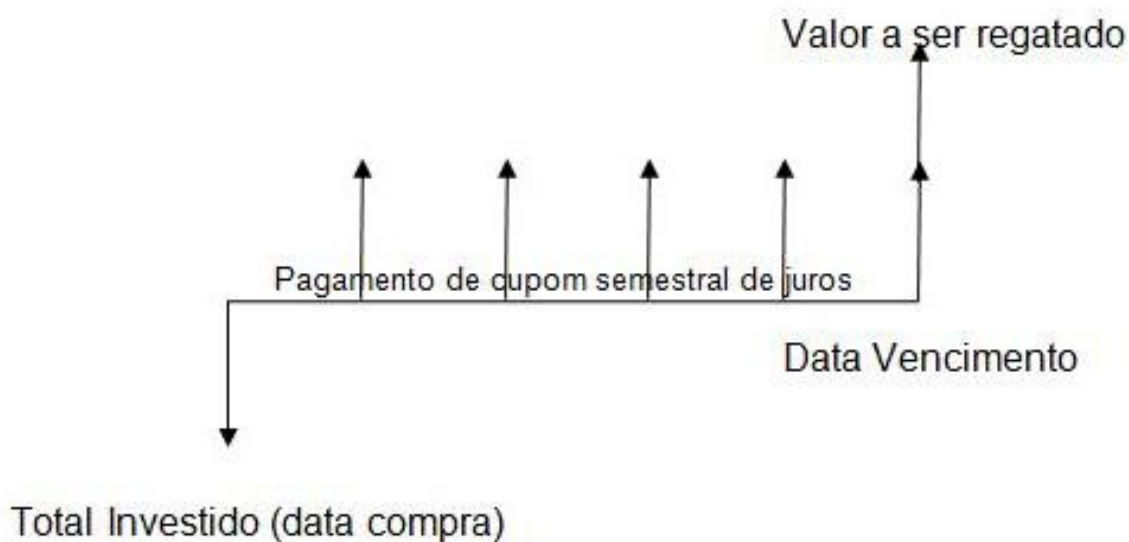 Valor a ser regatado
Pagamento de cupom semestral de juros
Data Vencimento
Total Investido (data compra)